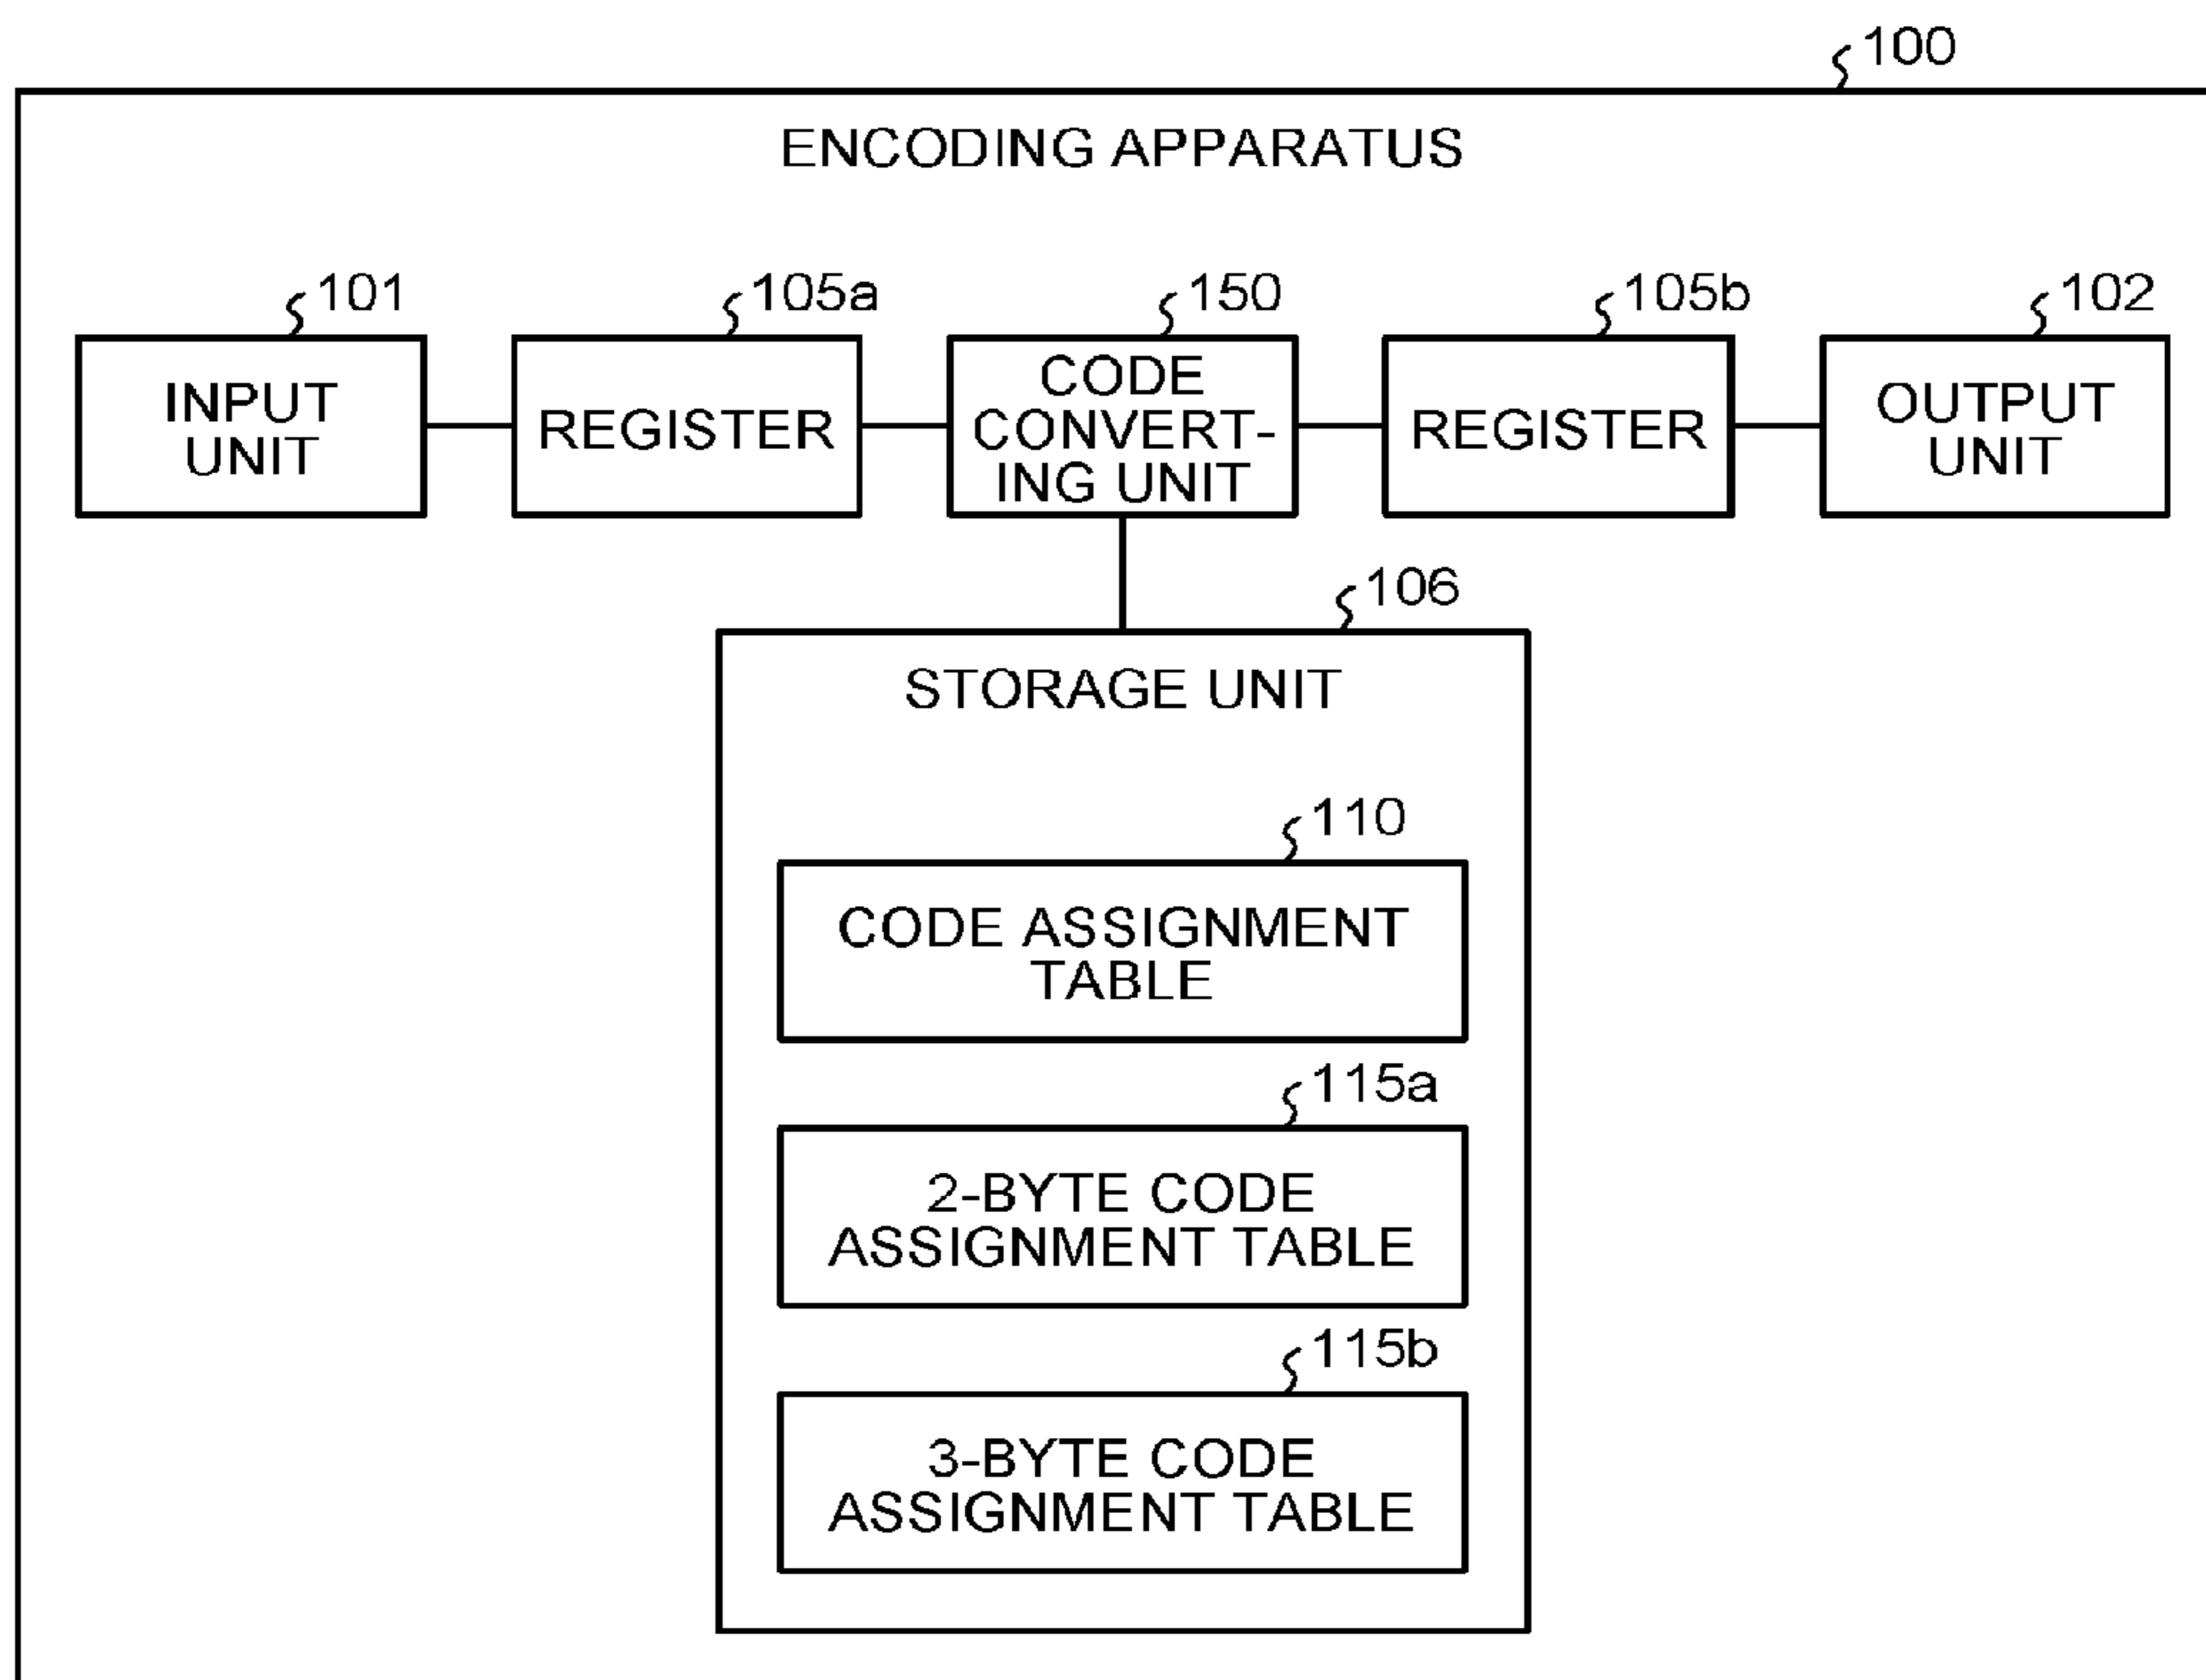 100
ENCODING APPARATUS
101
105a
150
105b
102
INPUT
UNIT
REGISTER
CODE
CONVERT-
ING UNIT
REGISTER
OUTPUT
UNIT
106
STORAGE UNIT
110
CODE ASSIGNMENT
TABLE
115a
2-BYTE CODE
ASSIGNMENT TABLE
115b
3-BYTE CODE
ASSIGNMENT TABLE